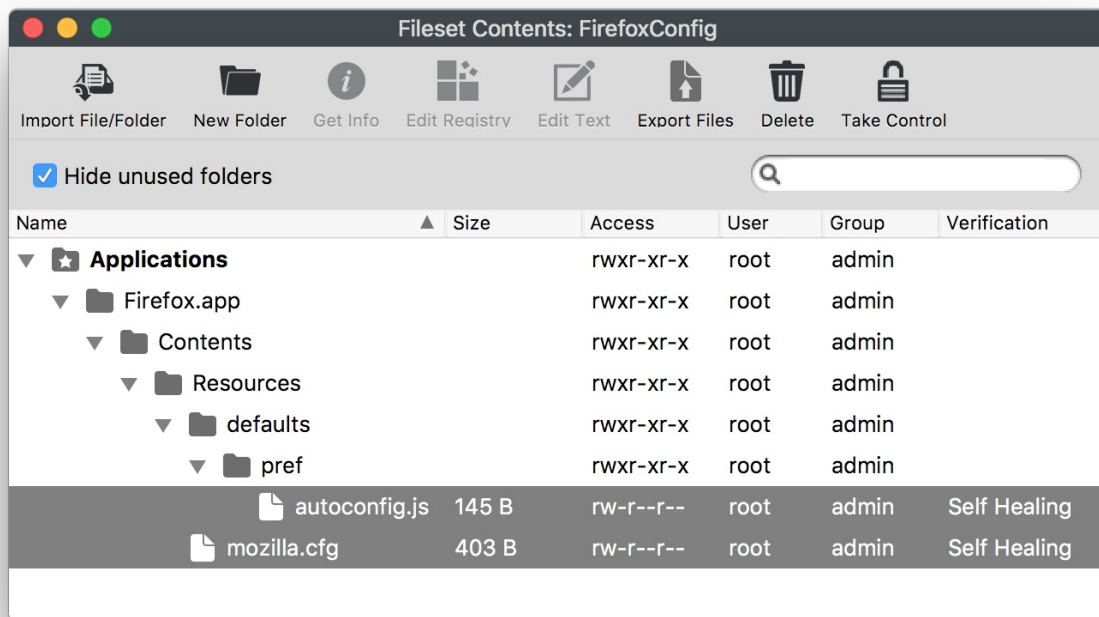 Fileset Contents: FirefoxConfig
Import File/Folder New Folder Get Info Edit Registry Edit Text Export Files Delete Take Control
Hide unused folders
Name Size Access User Group Verification
Applications rwxr-xr-x root admin
Firefox.app rwxr-xr-x root admin
Contents rwxr-xr-x root admin
Resources rwxr-xr-x root admin
defaults rwxr-xr-x root admin
pref rwxr-xr-x root admin
autoconfig.js 145 B rw-r--r-- root admin Self Healing
mozilla.cfg 403 B rw-r--r-- root admin Self Healing